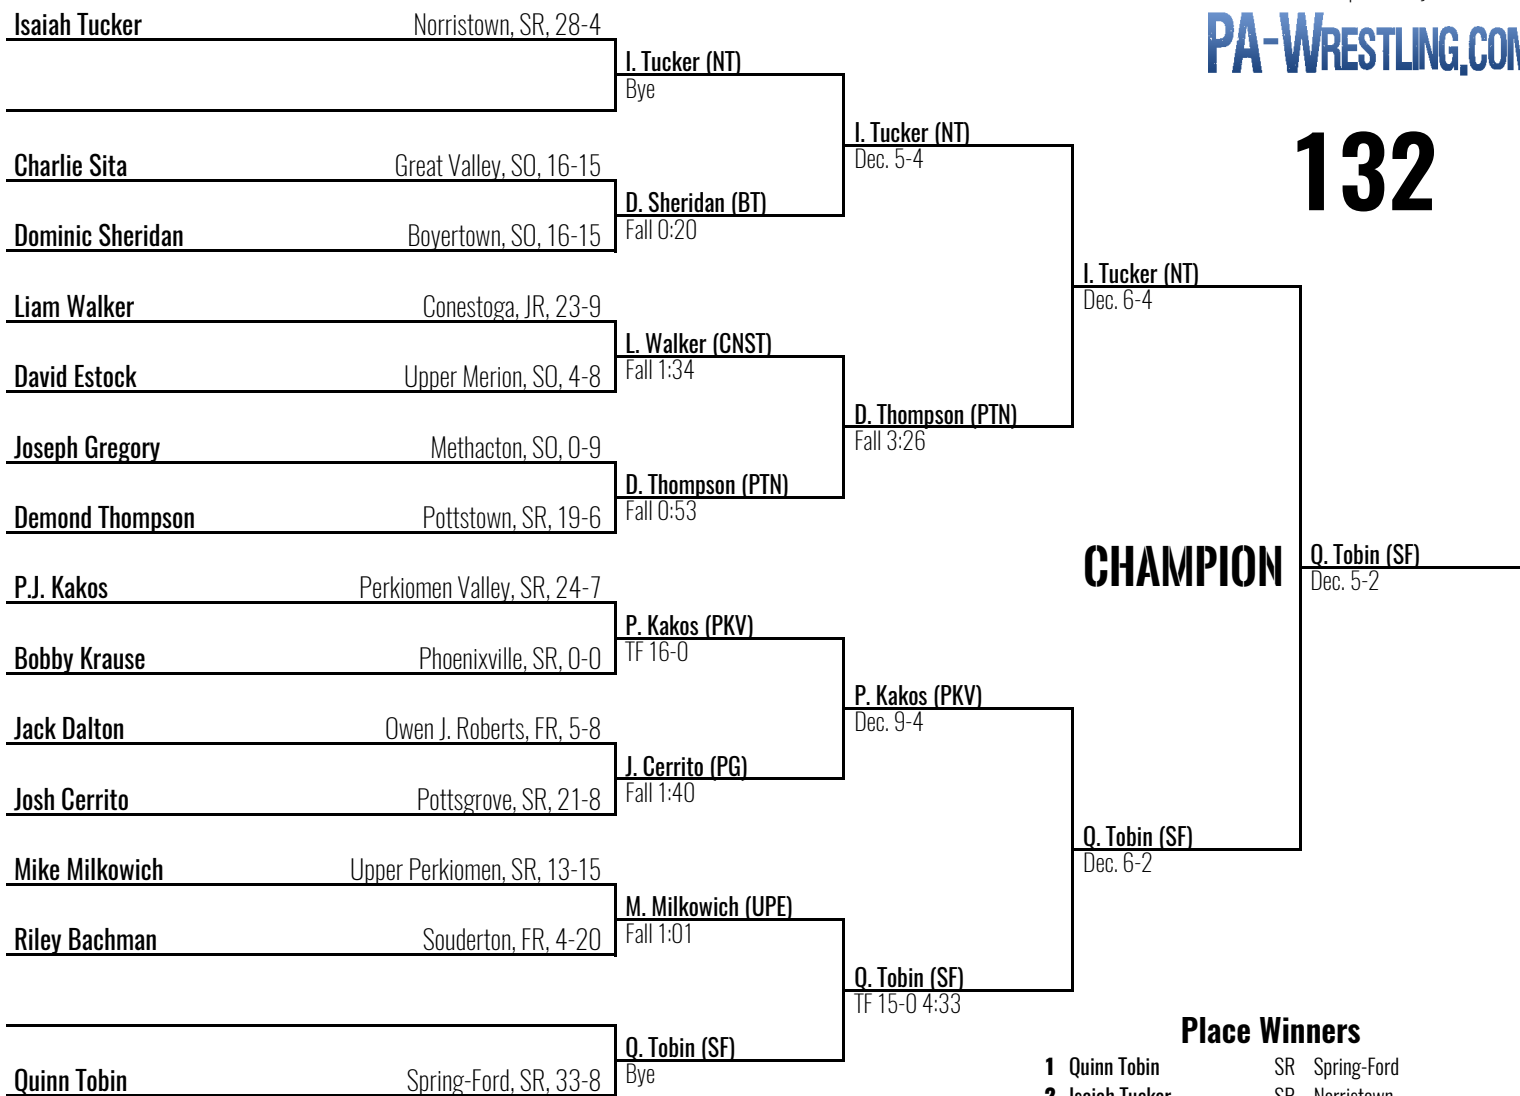 Isaiah Tucker Norristown, SR, 28-4
PA-WRESTLING.COM
I. Tucker (NT)
Bye
I. Tucker (NT)
Dec. 5-4
132
Charlie Sita Great Valley, SO, 16-15
D. Sheridan (BT)
Fall 0:20
Dominic Sheridan Boyertown, SO, 16-15
I. Tucker (NT)
Dec. 6-4
Liam Walker Conestoga, JR, 23-9
L. Walker (CNST)
Fall 1:34
David Estock Upper Merion, SO, 4-8
D. Thompson (PTN)
Fall 3:26
Joseph Gregory Methacton, SO, 0-9
D. Thompson (PTN)
Fall 0:53
Demond Thompson Pottstown, SR, 19-6
CHAMPION
Q. Tobin (SF)
Dec. 5-2
P.J. Kakos Perkiomen Valley, SR, 24-7
P. Kakos (PKV)
TF 16-0
Bobby Krause Phoenixville, SR, 0-0
P. Kakos (PKV)
Dec. 9-4
Jack Dalton Owen J. Roberts, FR, 5-8
J. Cerrito (PG)
Fall 1:40
Josh Cerrito Pottsgrove, SR, 21-8
Q. Tobin (SF)
Dec. 6-2
Mike Milkowich Upper Perkiomen, SR, 13-15
M. Milkowich (UPE)
Fall 1:01
Riley Bachman Souderton, FR, 4-20
Q. Tobin (SF)
TF 15-0 4:33
Q. Tobin (SF)
Bye
Quinn Tobin Spring-Ford, SR, 33-8
Place Winners
1 Quinn Tobin SR Spring-Ford
2 Isaiah Tucker SR Norristown